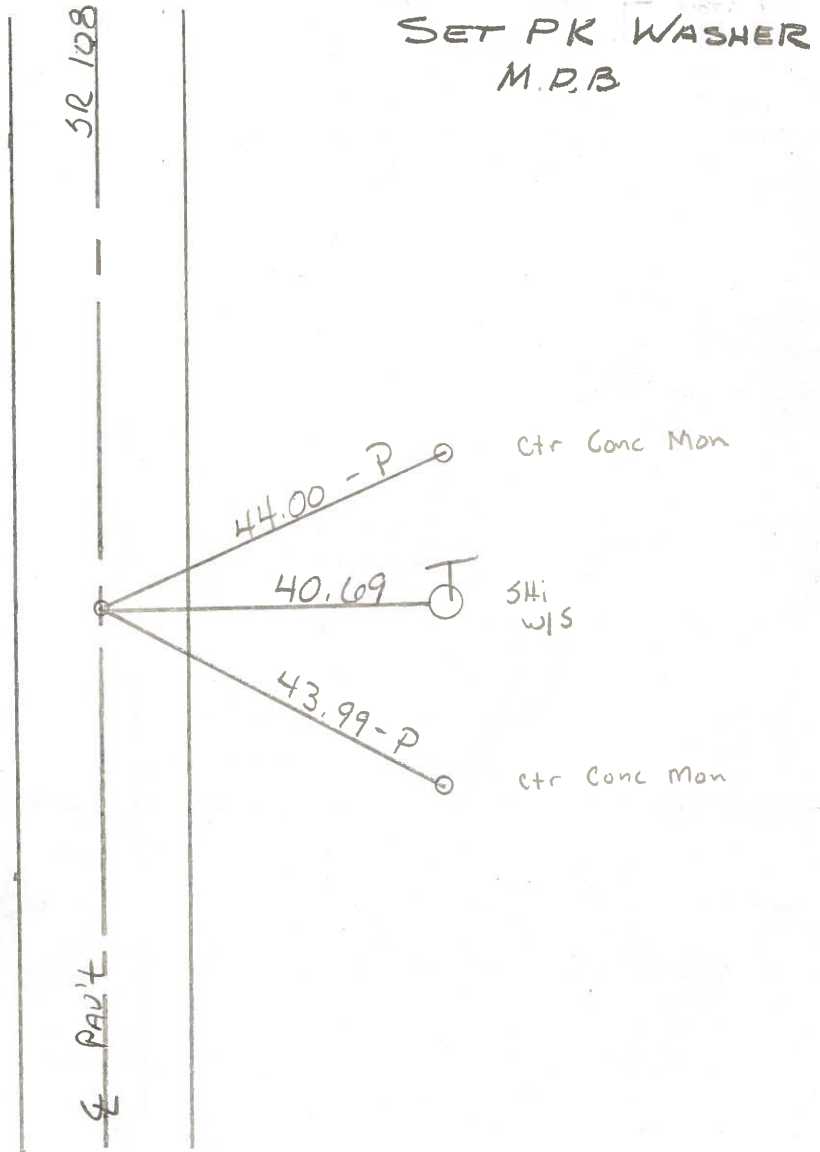 SET PK WASHER
M.D.B
SR 108
44.00 - P
Ctr Conc Mon
40.69
SHi
W/S
43.99 - P
Ctr Conc Mon
℄ PAV't